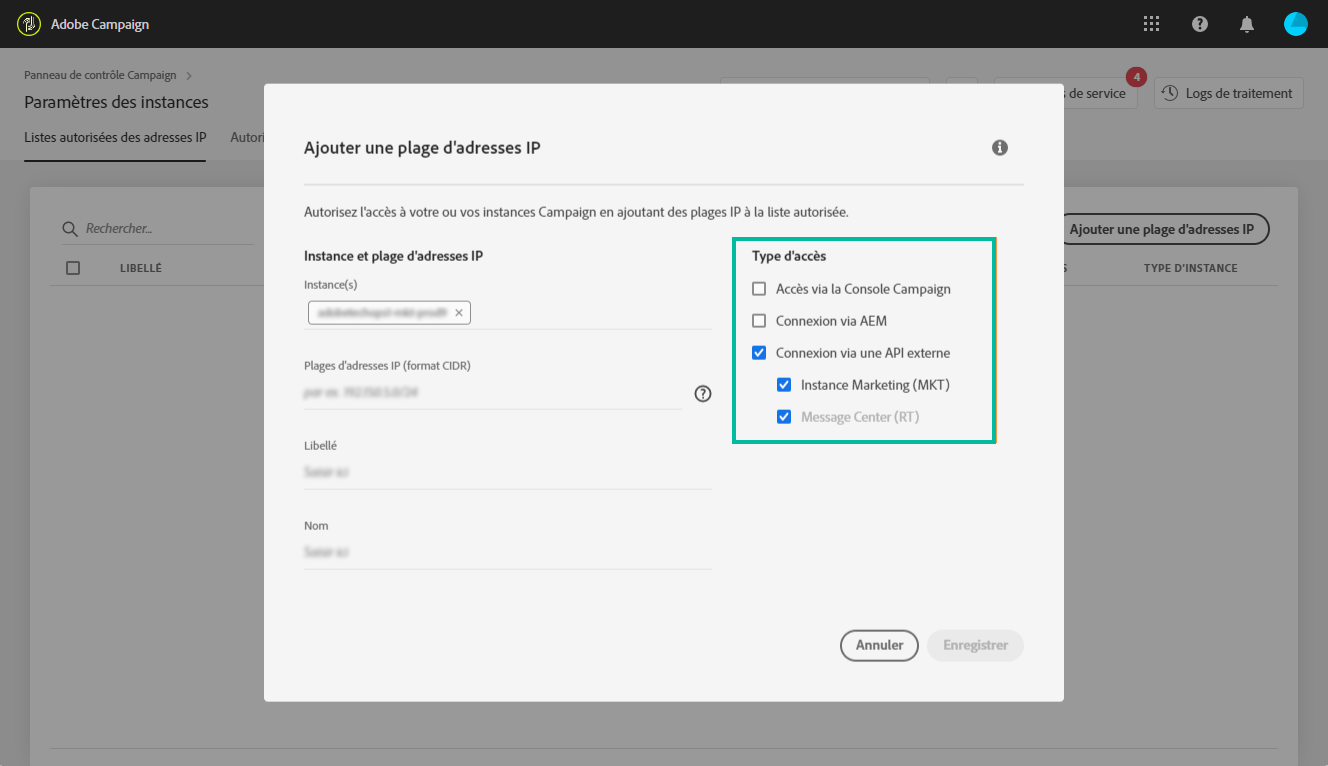 Adobe Campaign
Panneau de contrôle Campaign
Paramètres des instances
4
de service
Logs de traitement
Listes autorisées des adresses IP
Autori
Ajouter une plage d'adresses IP
Autorisez l'accès à votre ou vos instances Campaign en ajoutant des plages IP à la liste autorisée.
Rechercher...
Ajouter une plage d'adresses IP
LIBELLÉ
S
TYPE D'INSTANCE
Instance et plage d'adresses IP
Instance(s)
Plages d'adresses IP (format CIDR)
Libellé
Nom
Type d'accès
Accès via la Console Campaign
Connexion via AEM
Connexion via une API externe
Instance Marketing (MKT)
Message Center (RT)
Annuler
Enregistrer